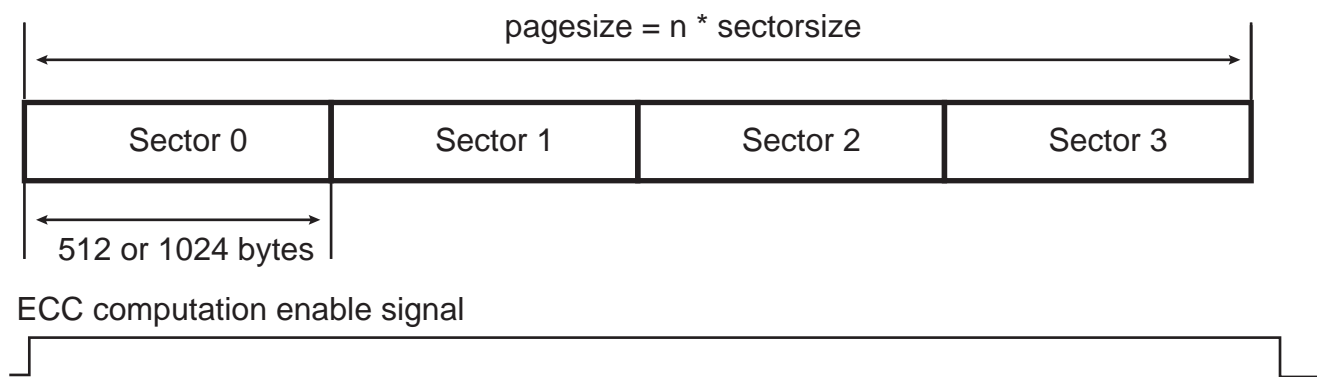 pagesize = n * sectorsize
Sector 0 Sector 1 Sector 2 Sector 3
512 or 1024 bytes
ECC computation enable signal